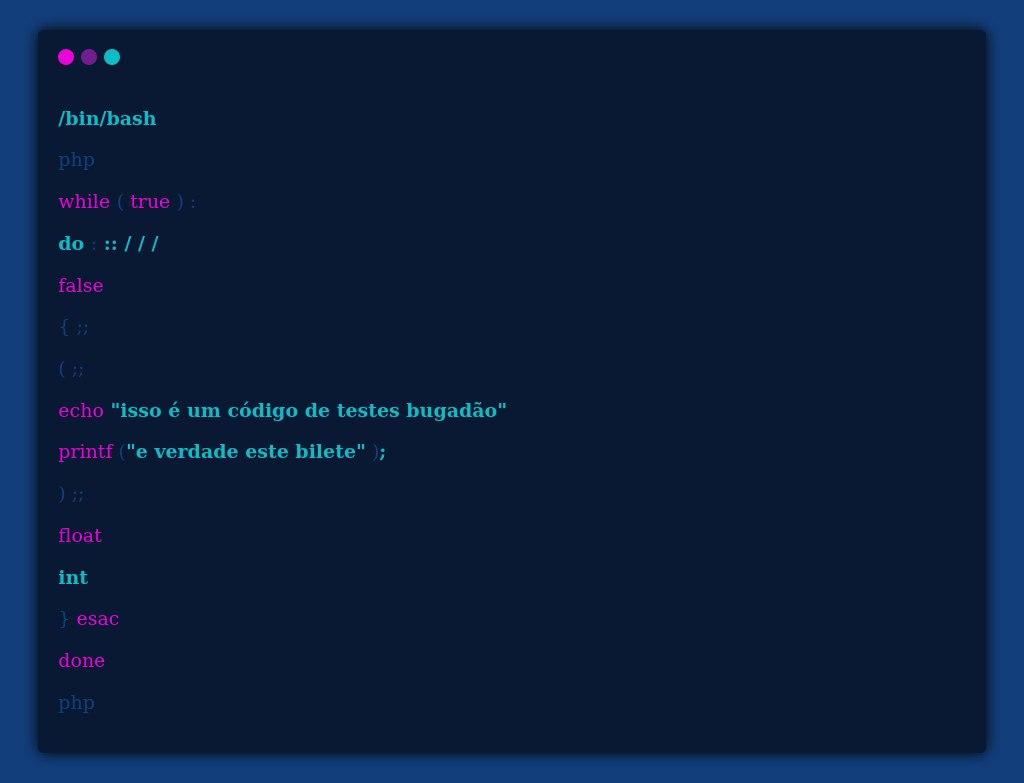 /bin/bash
php
while ( true ) :
do : :: / / /
false
{ ;;
( ;;
echo "isso é um código de testes bugadão"
printf ("e verdade este bilete" );
) ;;
float
int
} esac
done
php